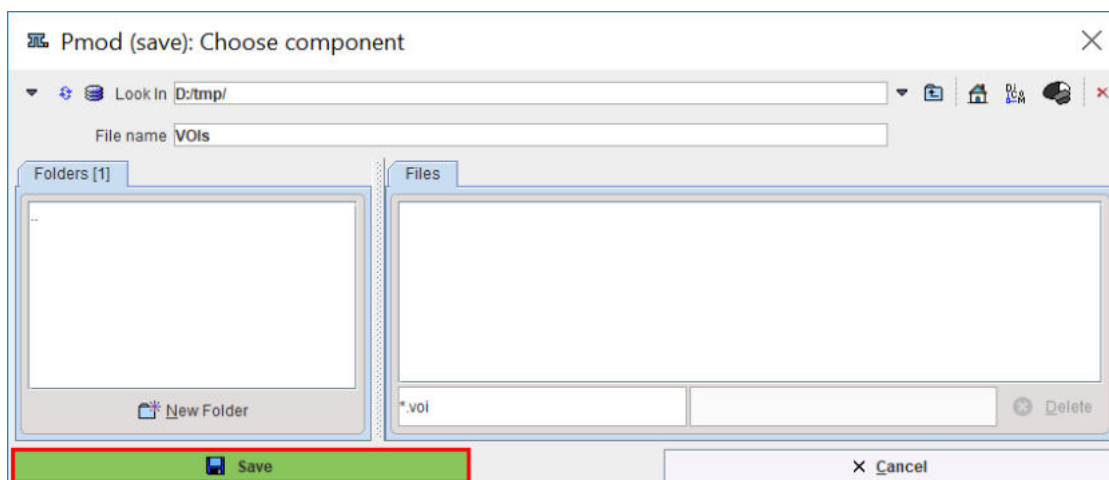 Pmod (save): Choose component
Look In D:/tmp/
File name VOIs
Folders [1]
Files
..
New Folder
*.voi
Delete
Save
Cancel